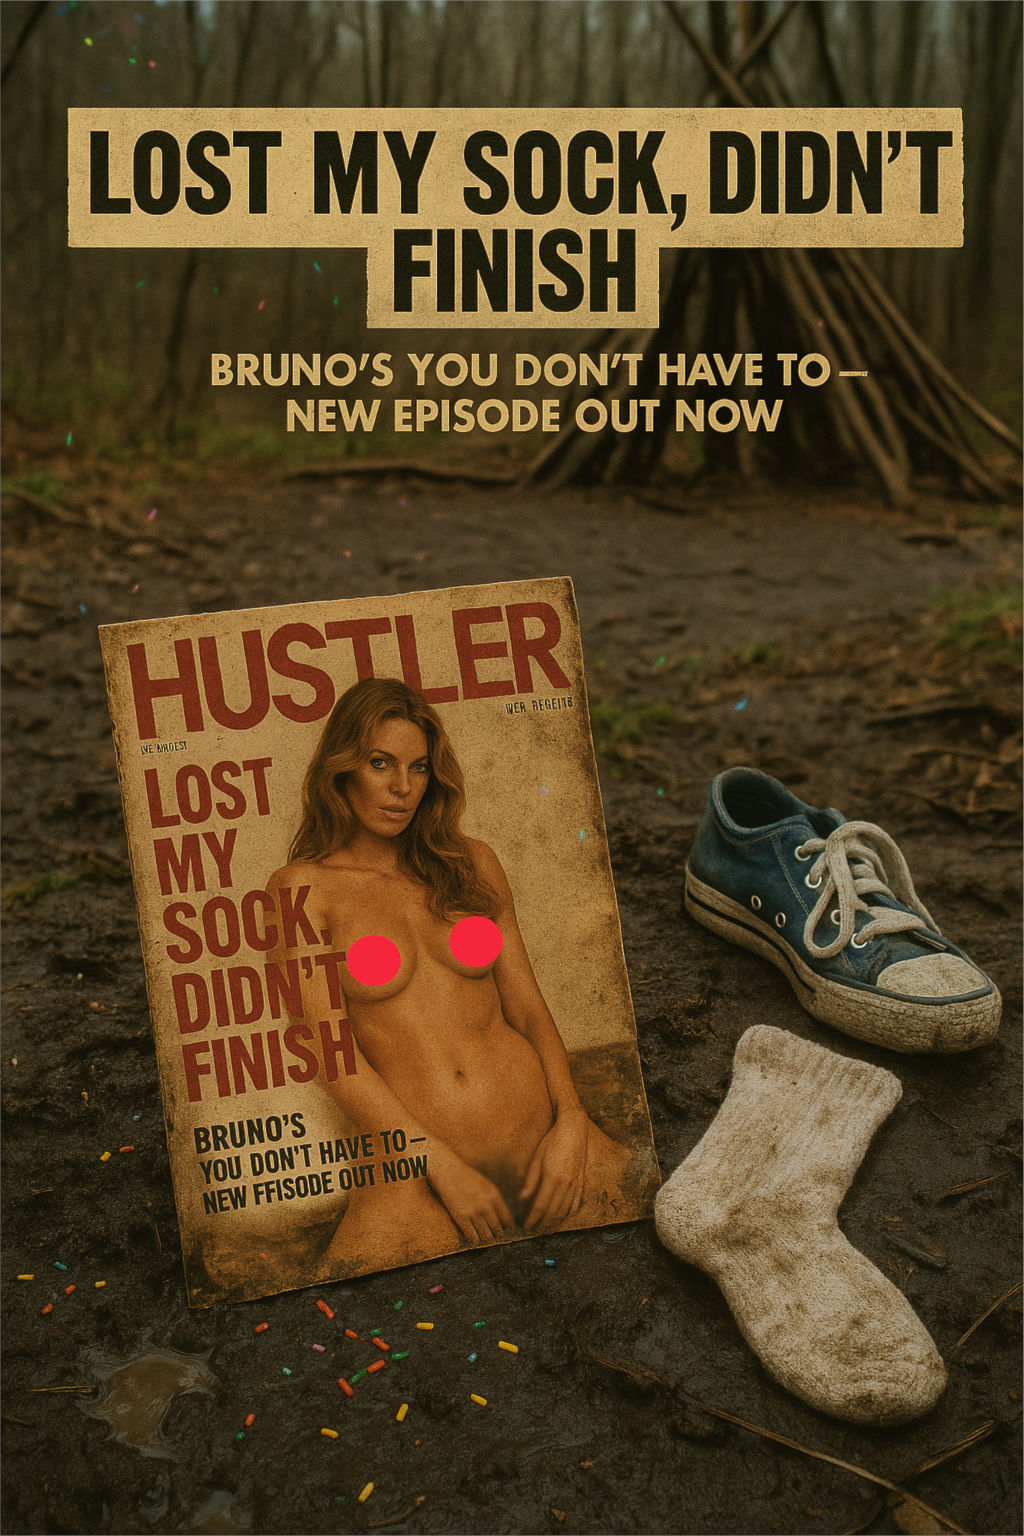 LOST MY SOCK, DIDN'T
FINISH
BRUNO'S YOU DON'T HAVE TO—
NEW EPISODE OUT NOW
HUSTLER
LOST
MY
SOCK,
DIDN'T
FINISH
BRUNO'S
YOU DON'T HAVE TO—
NEW FFISODE OUT NOW